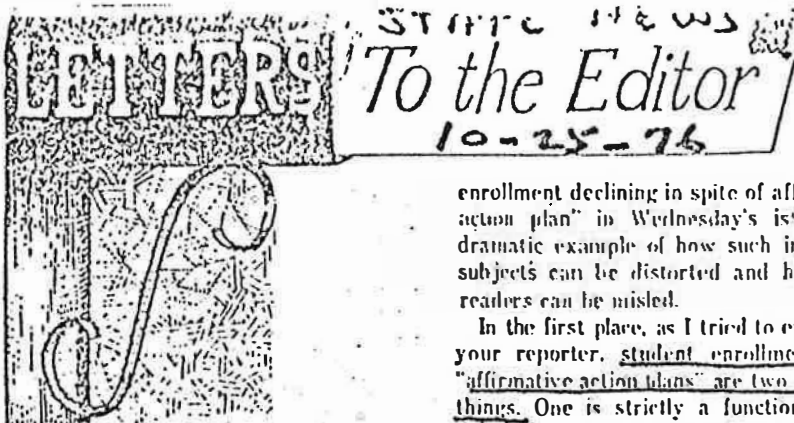 LETTERS
STATE NEWS
To the Editor
10-25-76
enrollment declining in spite of aff
action plan" in Wednesday's is
dramatic example of how such i
subjects can be distorted and h
readers can be misled.
In the first place, as I tried to e
your reporter, student enrollme
"affirmative action plans" are two
things. One is strictly a function